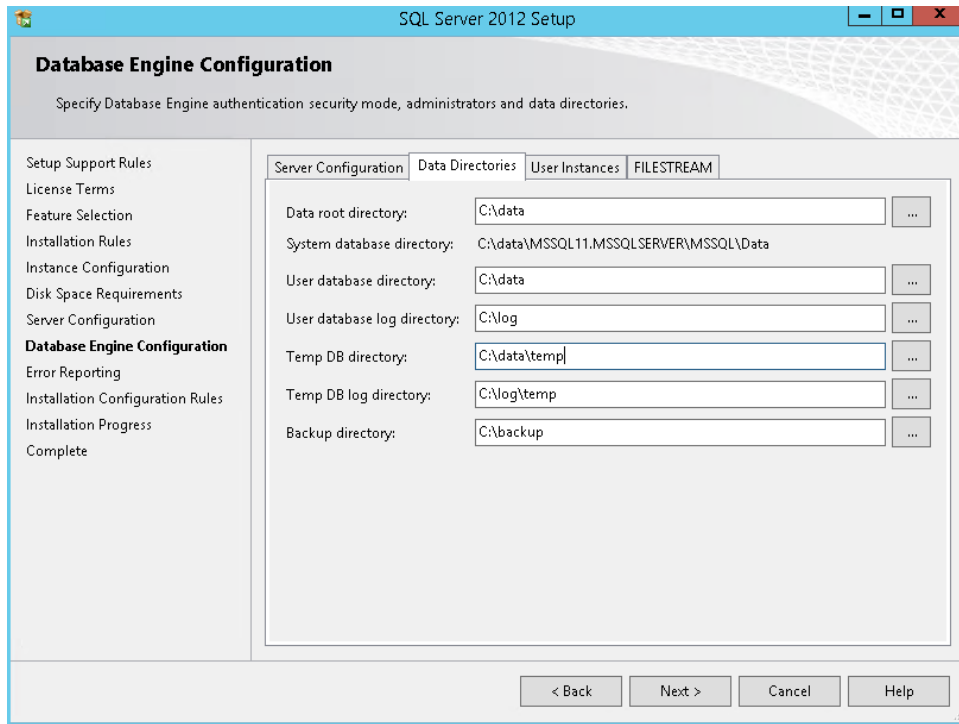 SQL Server 2012 Setup
Database Engine Configuration
Specify Database Engine authentication security mode, administrators and data directories.
Setup Support Rules
License Terms
Feature Selection
Installation Rules
Instance Configuration
Disk Space Requirements
Server Configuration
Database Engine Configuration
Error Reporting
Installation Configuration Rules
Installation Progress
Complete
Server Configuration Data Directories User Instances FILESTREAM
Data root directory: C:\data ...
System database directory: C:\data\MSSQL11.MSSQLSERVER\MSSQL\Data
User database directory: C:\data ...
User database log directory: C:\log ...
Temp DB directory: C:\data\temp ...
Temp DB log directory: C:\log\temp ...
Backup directory: C:\backup ...
< Back Next > Cancel Help